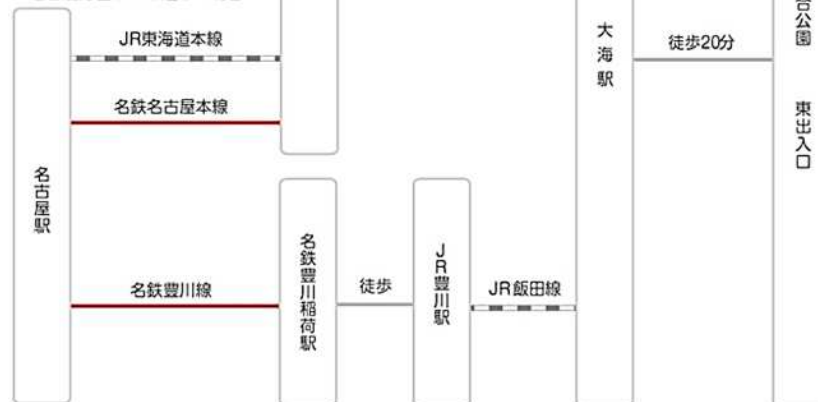 JR東海道本線
名鉄名古屋本線
名古屋駅
名鉄豊川線
名鉄豊川稲荷駅
徒歩
JR豊川駅
JR飯田線
大海駅
徒歩20分
公園
東出入口